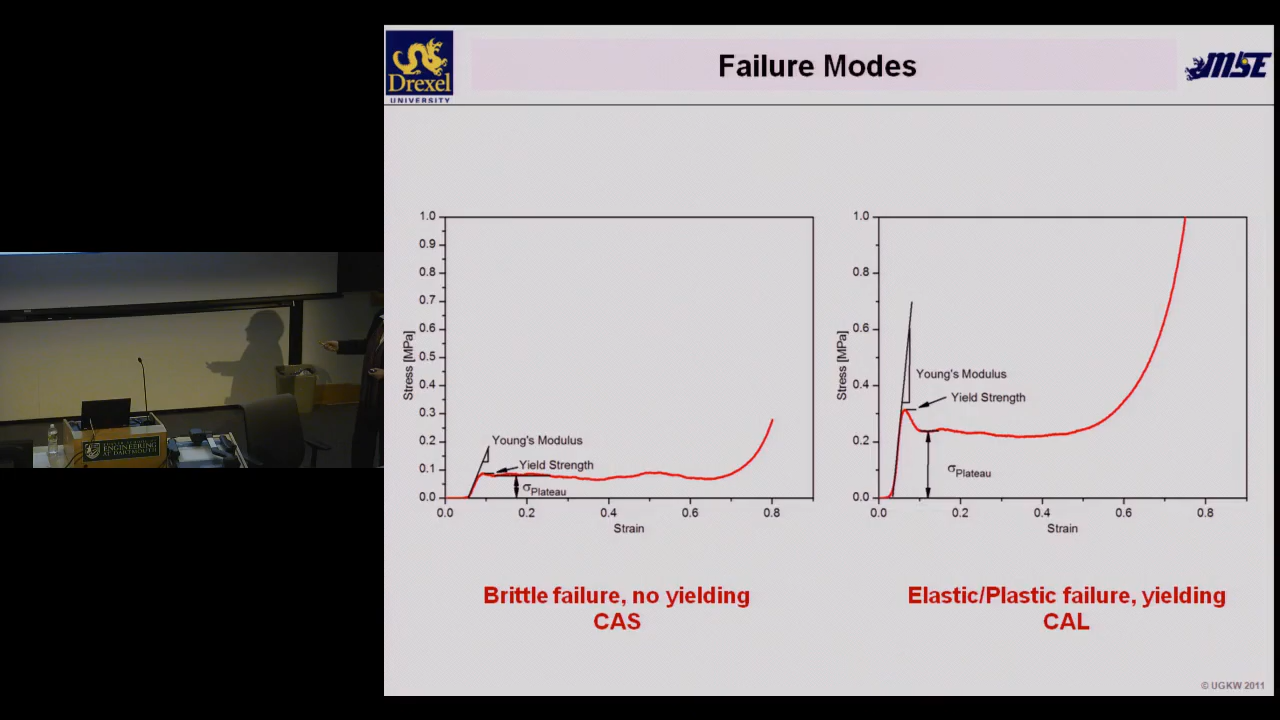 Drexel
UNIVERSITY
Failure Modes
MSE
1.0
0.9
0.8
0.7
0.6
0.5
0.4
0.3
0.2
0.1
0.0
Stress [MPa]
Young's Modulus
Yield Strength
σPlateau
0.0
0.2
0.4
0.6
0.8
Strain
Brittle failure, no yielding
CAS
1.0
0.8
0.6
0.4
0.2
0.0
Stress [MPa]
Young's Modulus
Yield Strength
σPlateau
0.0
0.2
0.4
0.6
0.8
Strain
Elastic/Plastic failure, yielding
CAL
ENGINEERING
AT DARTMOUTH
© UGKW 2011